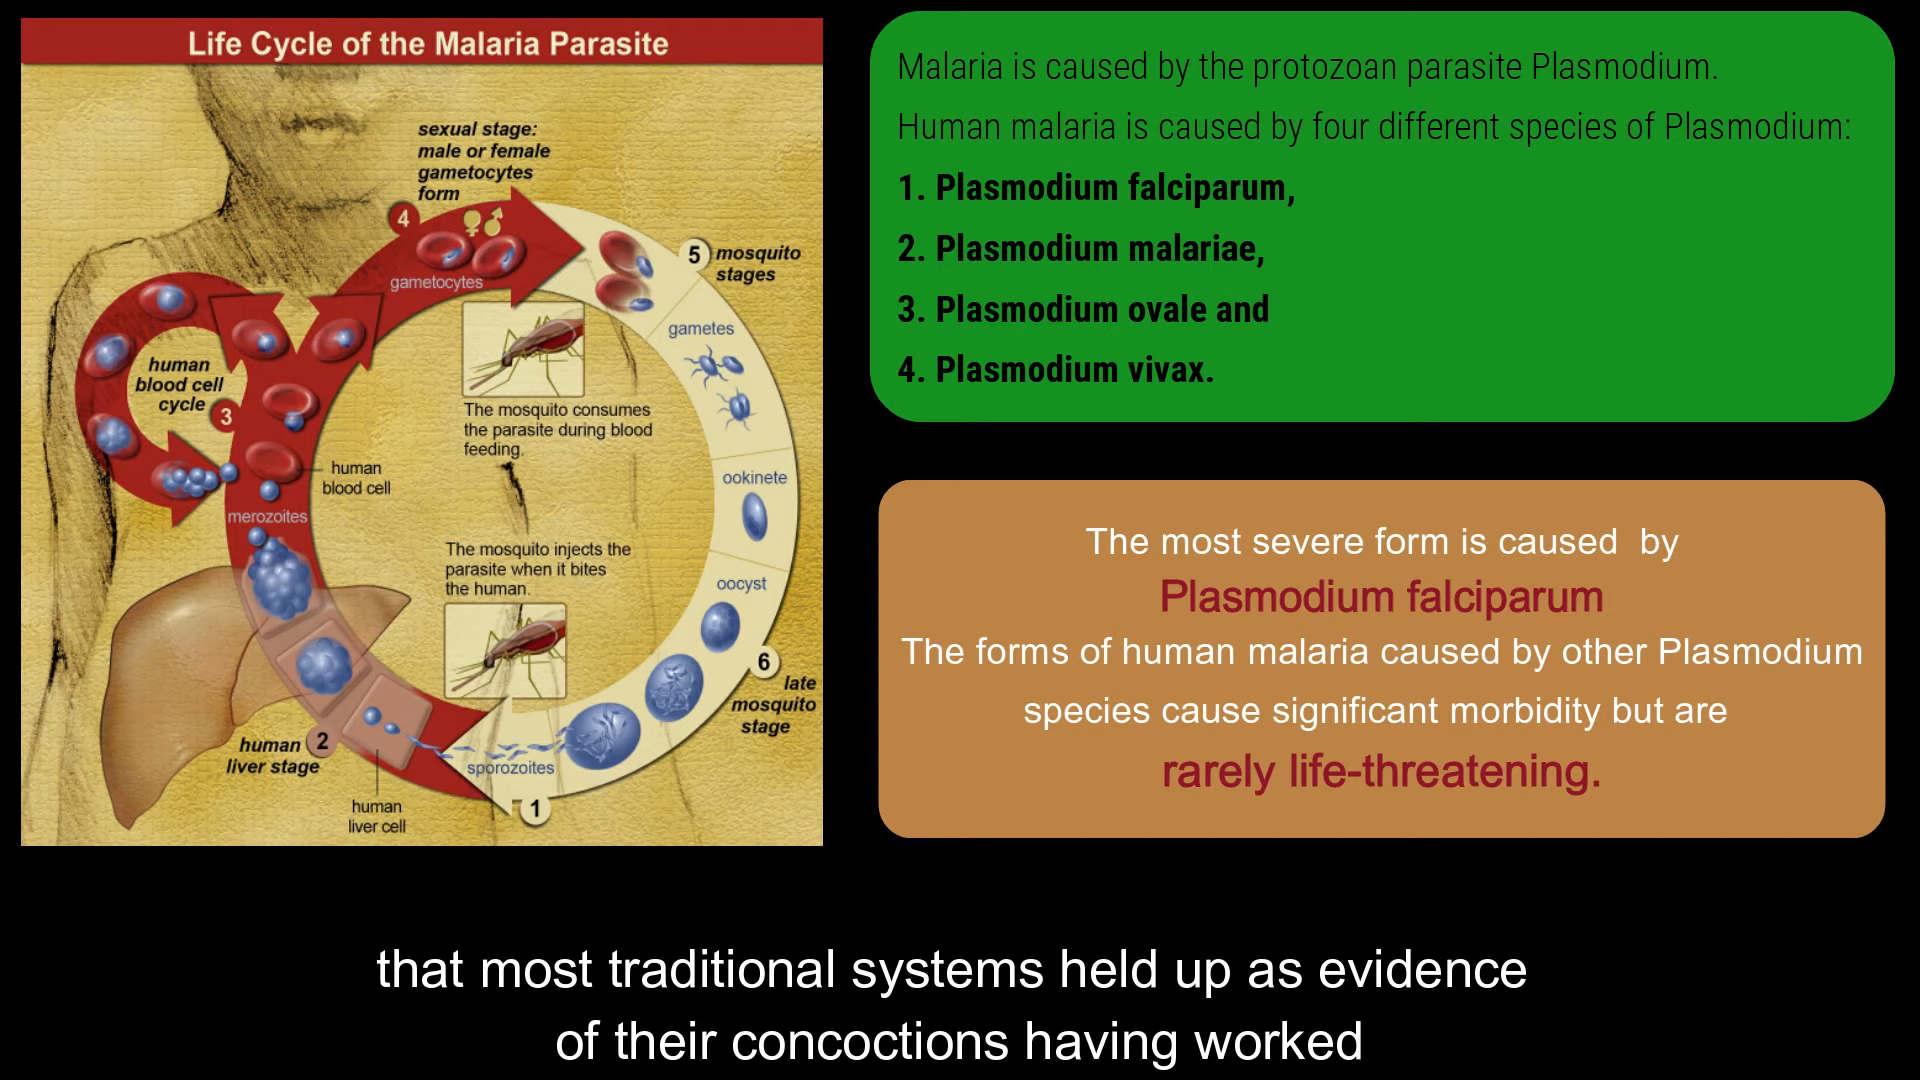 Life Cycle of the Malaria Parasite
sexual stage:
male or female
gametocytes
form
4
gametocytes
5
mosquito
stages
gametes
human
blood cell
cycle
3
The mosquito consumes
the parasite during blood
feeding.
human
blood cell
ookinete
merozoites
The mosquito injects the
parasite when it bites
the human.
oocyst
6
late
mosquito
stage
human
liver stage
2
sporozoites
1
human
liver cell
Malaria is caused by the protozoan parasite Plasmodium.
Human malaria is caused by four different species of Plasmodium:
1. Plasmodium falciparum,
2. Plasmodium malariae,
3. Plasmodium ovale and
4. Plasmodium vivax.
The most severe form is caused by
Plasmodium falciparum
The forms of human malaria caused by other Plasmodium
species cause significant morbidity but are
rarely life-threatening.
that most traditional systems held up as evidence
of their concoctions having worked